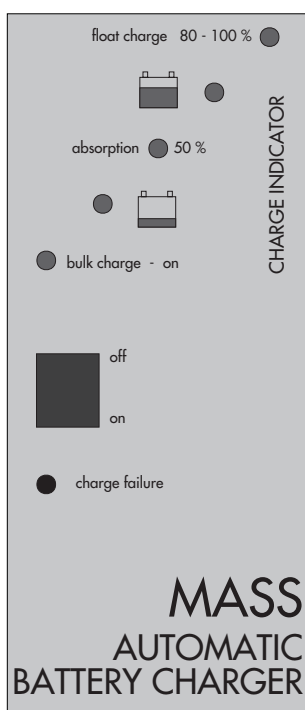 float charge 80 - 100 %
absorption 50 %
bulk charge - on
CHARGE INDICATOR
off
on
charge failure
MASS
AUTOMATIC
BATTERY CHARGER